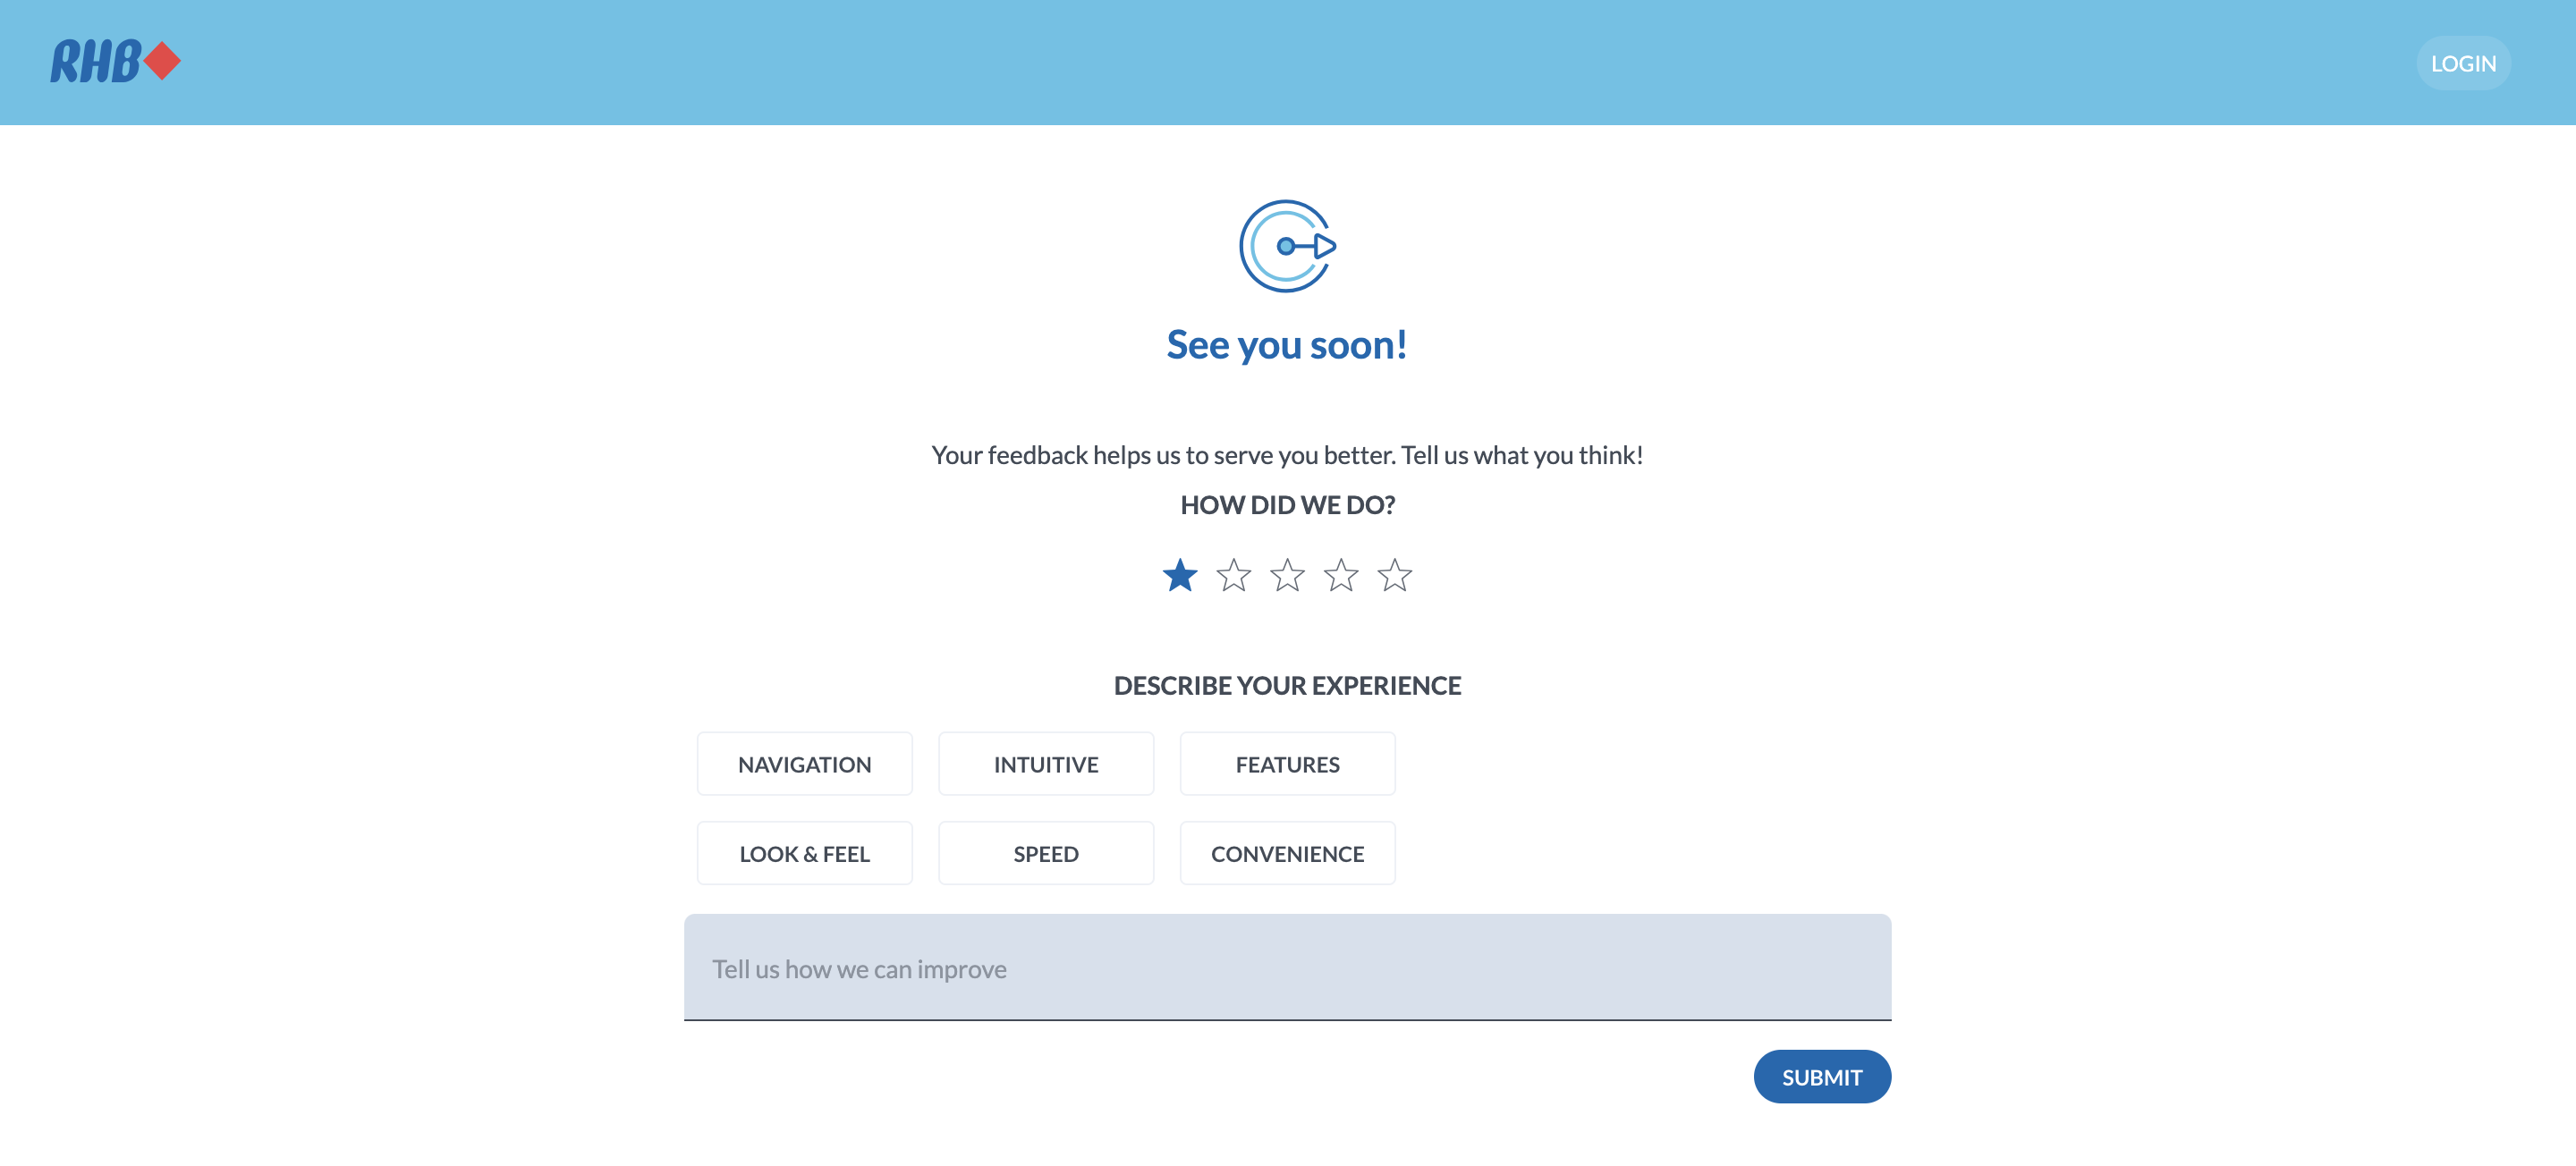 RHB
LOGIN
See you soon!
Your feedback helps us to serve you better. Tell us what you think!
HOW DID WE DO?
DESCRIBE YOUR EXPERIENCE
NAVIGATION INTUITIVE FEATURES
LOOK & FEEL SPEED CONVENIENCE
Tell us how we can improve
SUBMIT